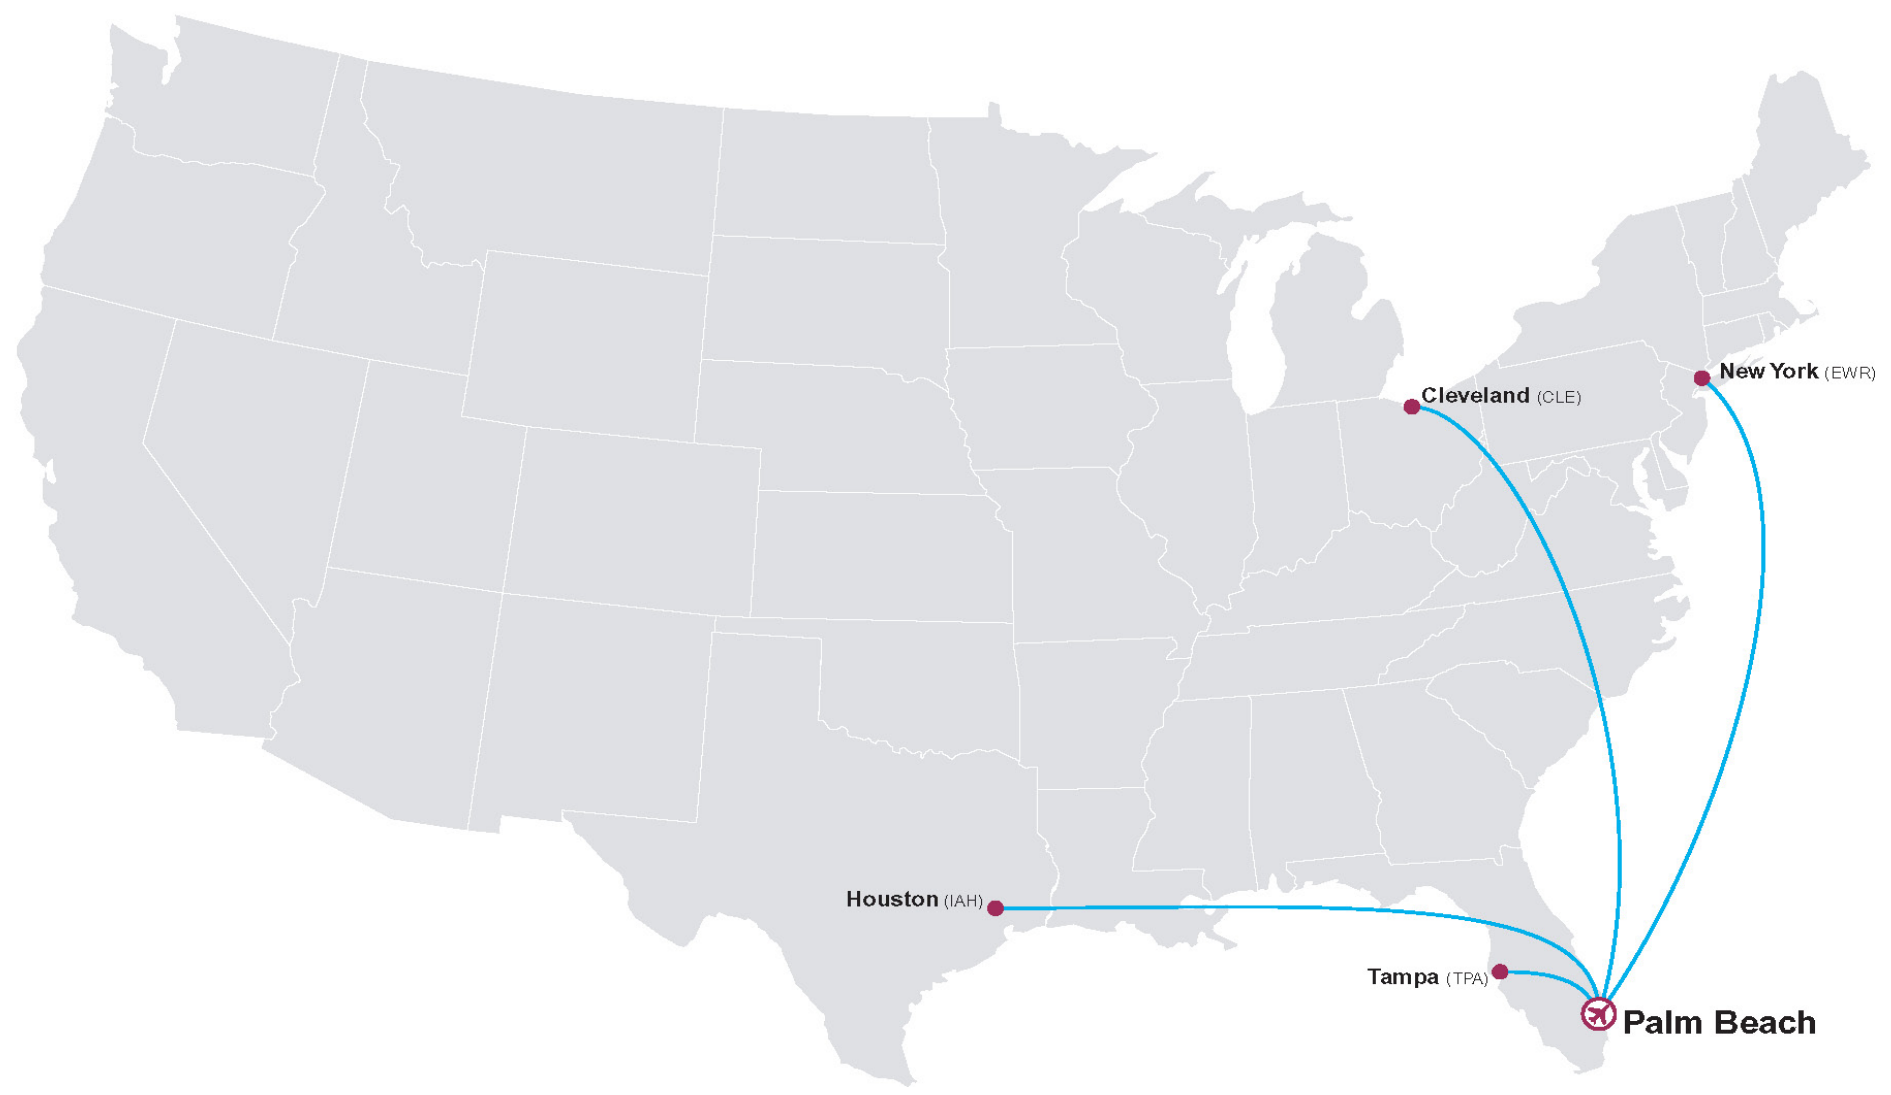 New York (EWR)
Cleveland (CLE)
Houston (IAH)
Tampa (TPA)
Palm Beach